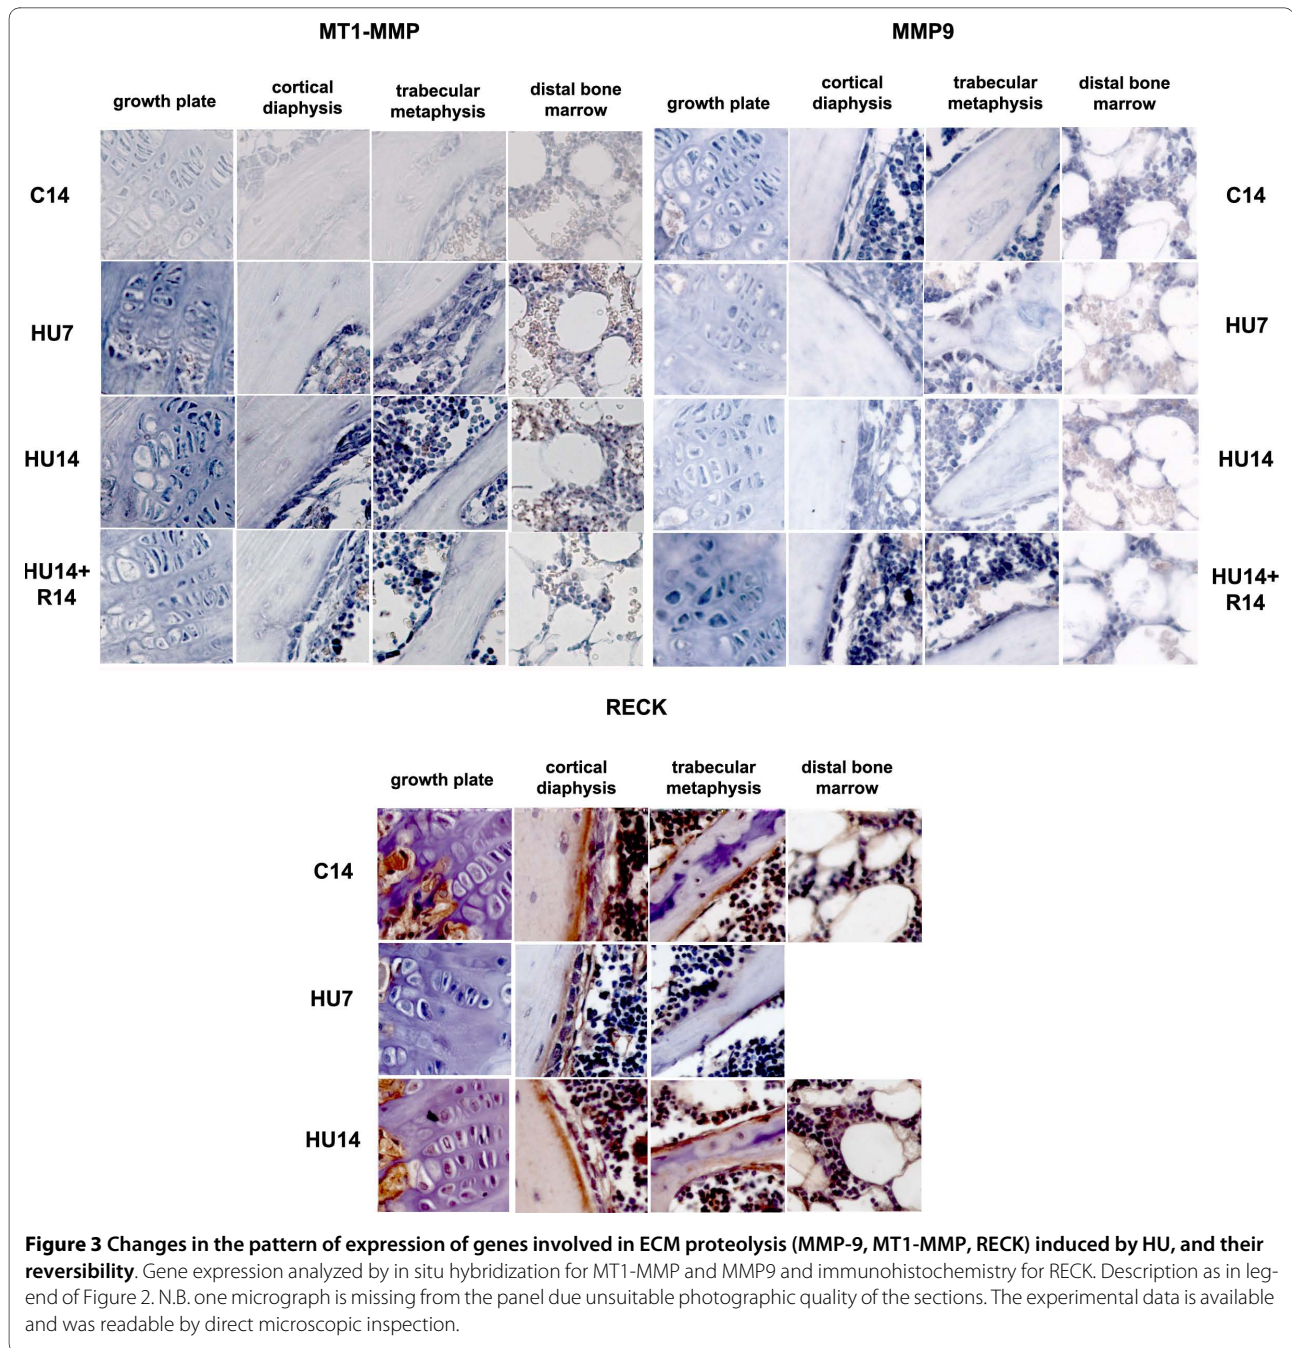 MT1-MMP
growth plate
cortical
diaphysis
trabecular
metaphysis
distal bone
marrow
C14
HU7
HU14
HU14+
R14
MMP9
growth plate
cortical
diaphysis
trabecular
metaphysis
distal bone
marrow
C14
HU7
HU14
HU14+
R14
RECK
growth plate
cortical
diaphysis
trabecular
metaphysis
distal bone
marrow
C14
HU7
HU14
Figure 3 Changes in the pattern of expression of genes involved in ECM proteolysis (MMP-9, MT1-MMP, RECK) induced by HU, and their
reversibility. Gene expression analyzed by in situ hybridization for MT1-MMP and MMP9 and immunohistochemistry for RECK. Description as in leg-
end of Figure 2. N.B. one micrograph is missing from the panel due unsuitable photographic quality of the sections. The experimental data is available
and was readable by direct microscopic inspection.